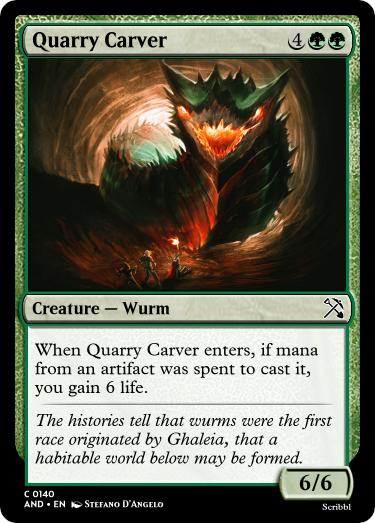 Quarry Carver 4
Creature — Wurm
When Quarry Carver enters, if mana
from an artifact was spent to cast it,
you gain 6 life.
The histories tell that wurms were the first
race originated by Ghaleia, that a
habitable world below may be formed.
6/6
C 0140
AND • EN Stefano D'Angelo
Scribbl